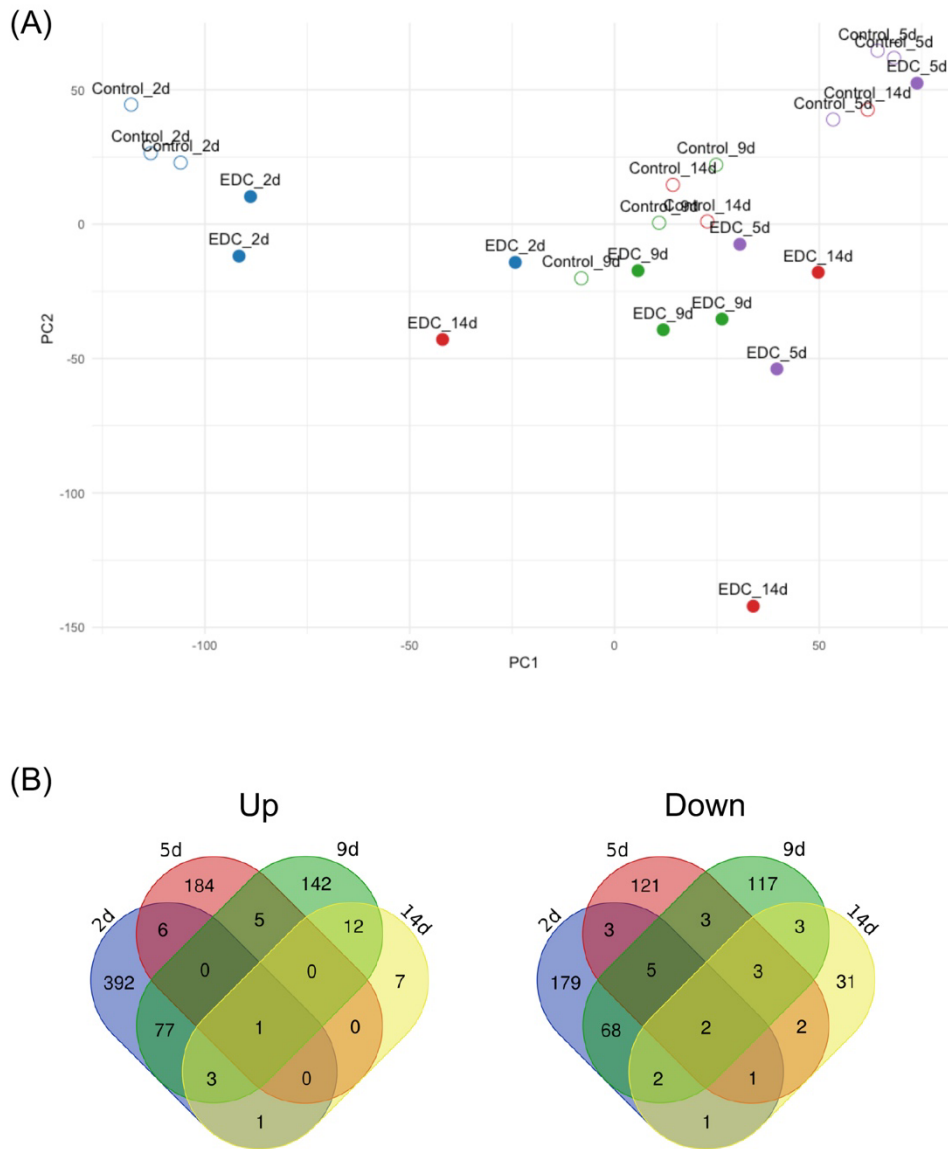 (A)
Control_5d
Control_5d
EDC_5d
Control_14d
Control_5d
Control_2d
Control_2d
Control_2d
EDC_2d
EDC_2d
EDC_2d
Control_9d
Control_14d
Control_9d
Control_14d
EDC_5d
Control_9d
EDC_9d
EDC_14d
EDC_9d
EDC_9d
EDC_14d
EDC_5d
EDC_14d
50
0
-50
-100
-150
PC2
-100
-50
0
50
PC1
(B)
Up
5d
9d
2d
14d
184
142
6
5
12
392
0
0
7
77
1
0
3
0
1
Down
5d
9d
2d
14d
121
117
3
3
3
179
5
3
31
68
2
2
2
1
1